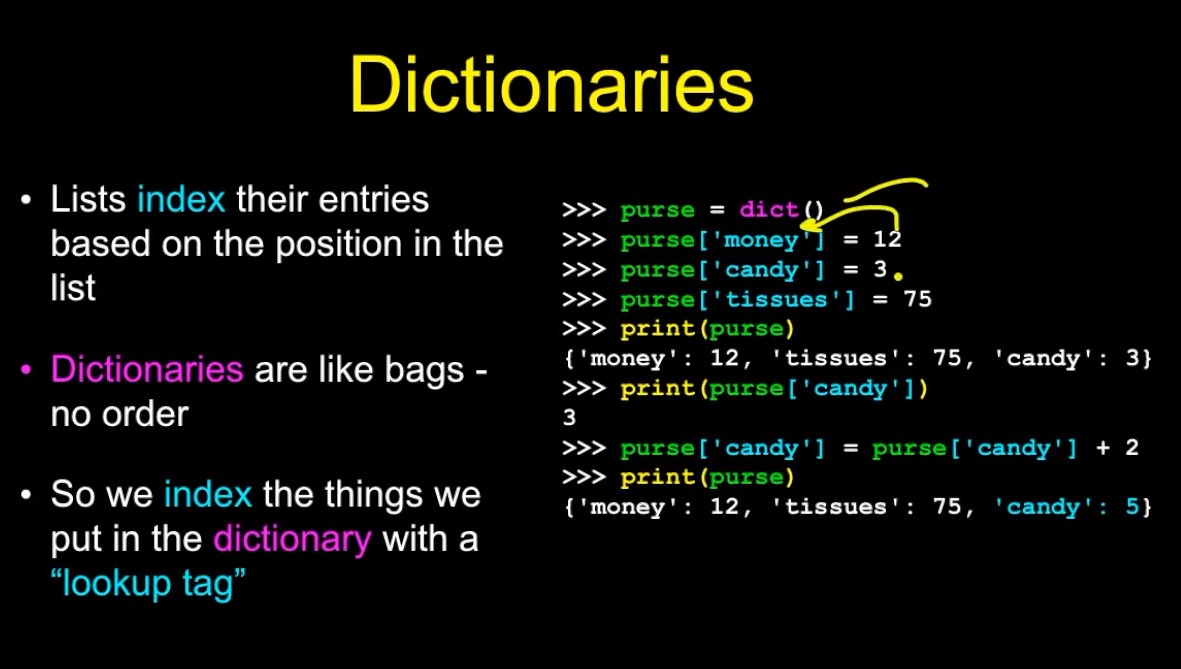 Dictionaries
• Lists index their entries
based on the position in the
list
• Dictionaries are like bags -
no order
• So we index the things we
put in the dictionary with a
“lookup tag”
>>> purse = dict()
>>> purse['money'] = 12
>>> purse['candy'] = 3
>>> purse['tissues'] = 75
>>> print(purse)
{'money': 12, 'tissues': 75, 'candy': 3}
>>> print(purse['candy'])
3
>>> purse['candy'] = purse['candy'] + 2
>>> print(purse)
{'money': 12, 'tissues': 75, 'candy': 5}